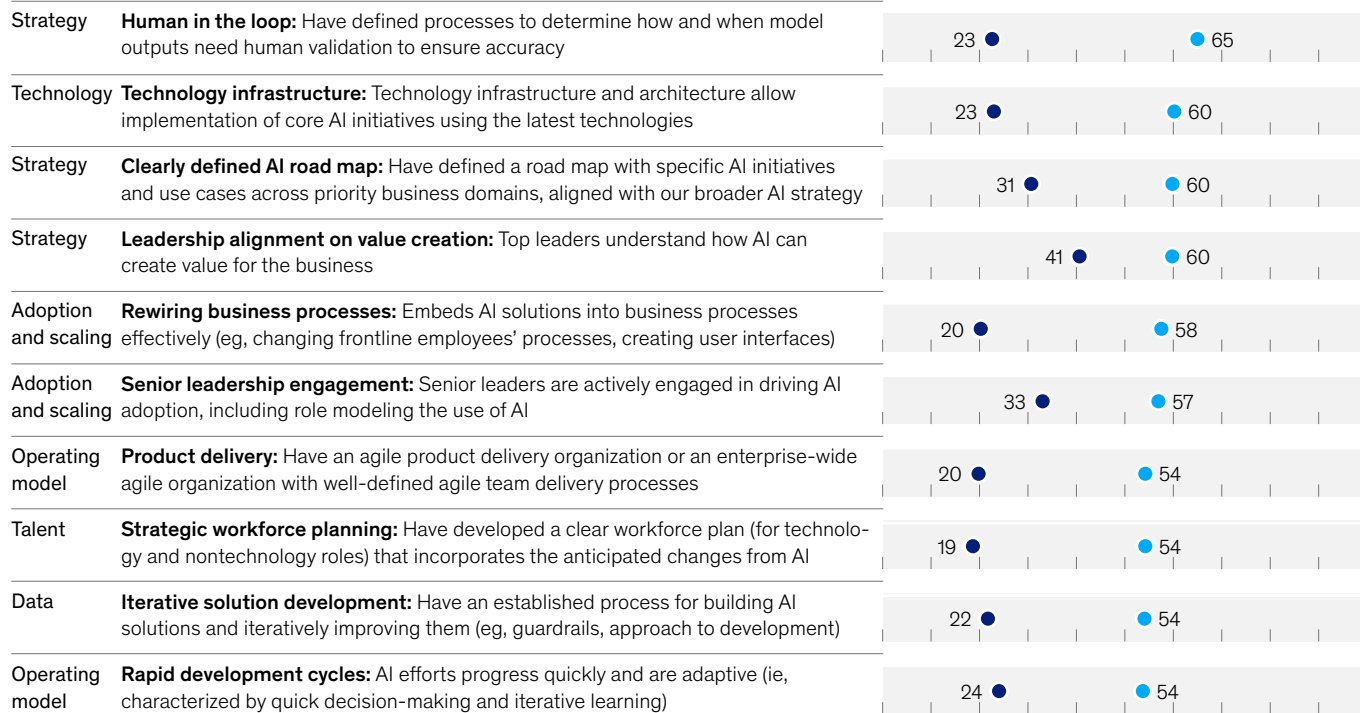 Strategy Human in the loop: Have defined processes to determine how and when model
outputs need human validation to ensure accuracy
23 65
Technology Technology infrastructure: Technology infrastructure and architecture allow
implementation of core AI initiatives using the latest technologies
23 60
Strategy Clearly defined AI road map: Have defined a road map with specific AI initiatives
and use cases across priority business domains, aligned with our broader AI strategy
31 60
Strategy Leadership alignment on value creation: Top leaders understand how AI can
create value for the business
41 60
Adoption Rewiring business processes: Embeds AI solutions into business processes
and scaling effectively (eg, changing frontline employees’ processes, creating user interfaces)
20 58
Adoption Senior leadership engagement: Senior leaders are actively engaged in driving AI
and scaling adoption, including role modeling the use of AI
33 57
Operating Product delivery: Have an agile product delivery organization or an enterprise-wide
model agile organization with well-defined agile team delivery processes
20 54
Talent Strategic workforce planning: Have developed a clear workforce plan (for technolo-
gy and nontechnology roles) that incorporates the anticipated changes from AI
19 54
Data Iterative solution development: Have an established process for building AI
solutions and iteratively improving them (eg, guardrails, approach to development)
22 54
Operating Rapid development cycles: AI efforts progress quickly and are adaptive (ie,
model characterized by quick decision-making and iterative learning)
24 54